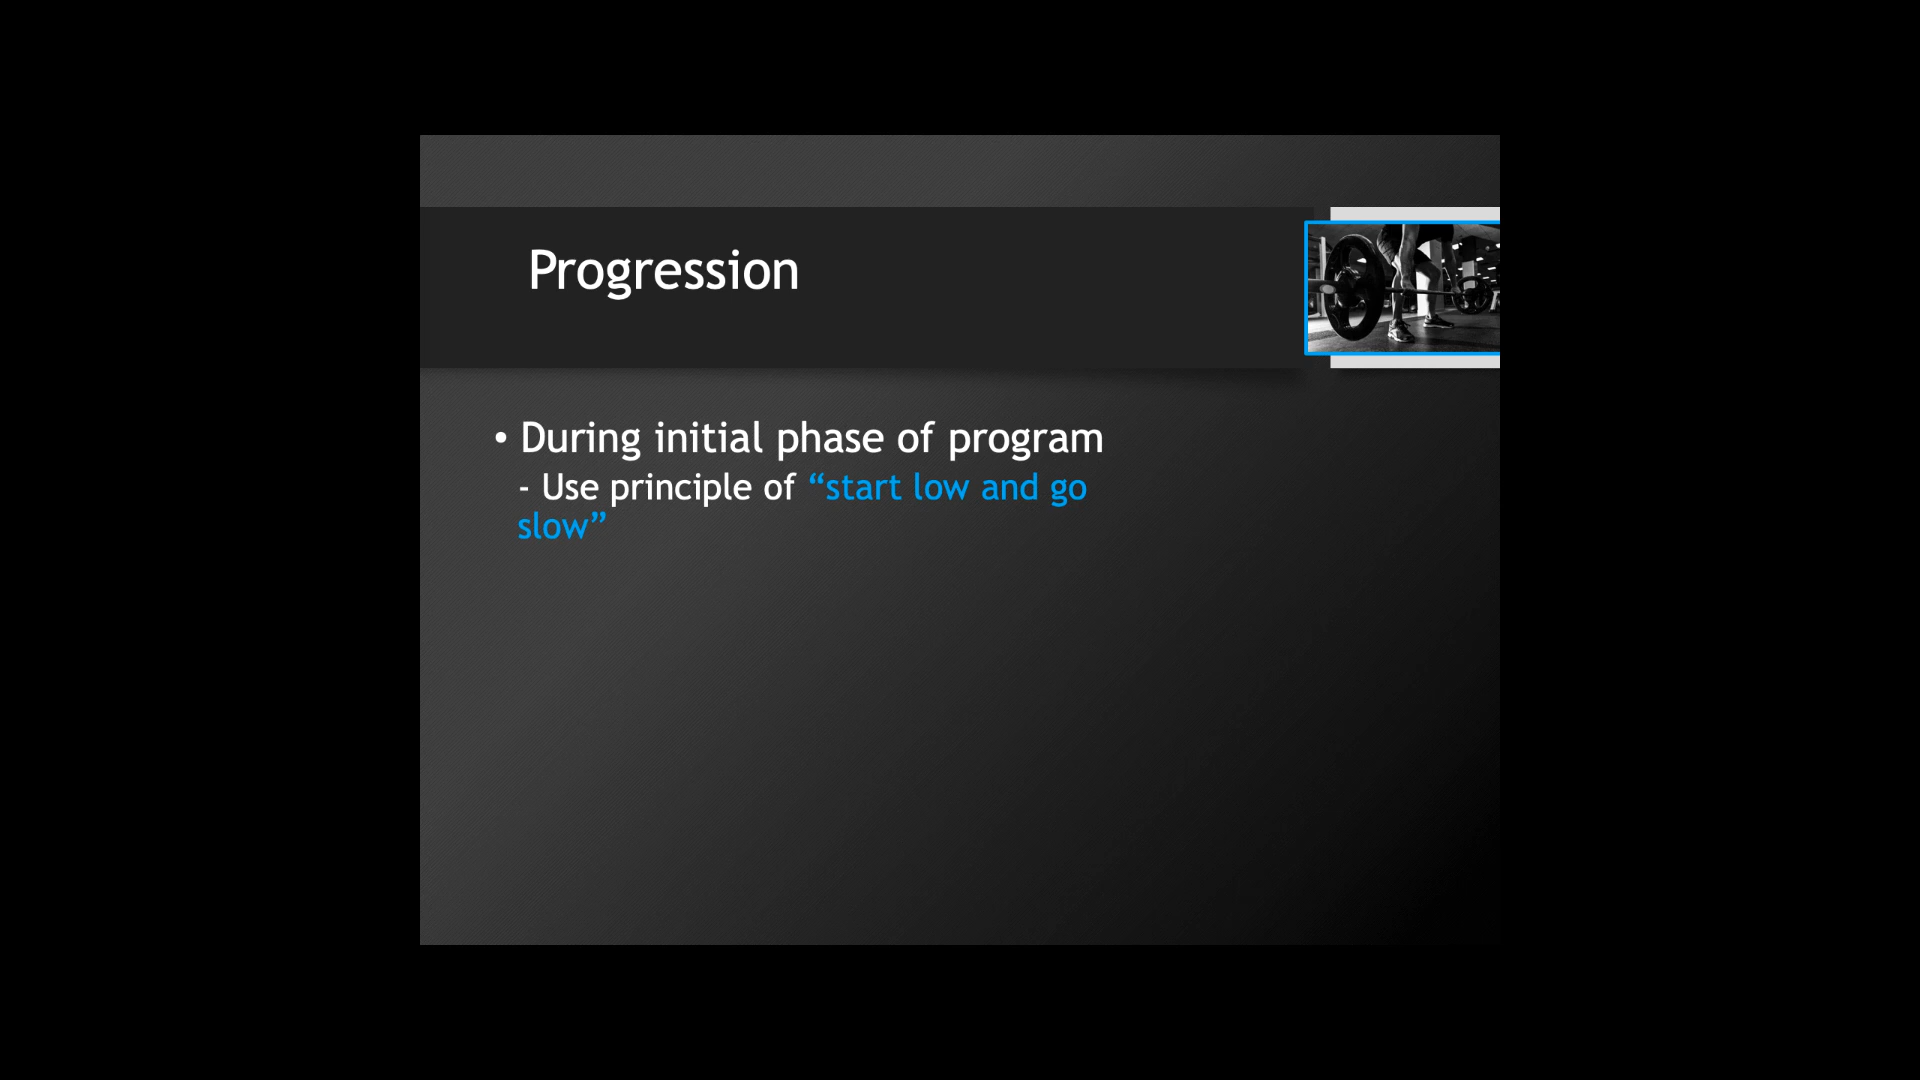 Progression
• During initial phase of program
- Use principle of “start low and go
slow”